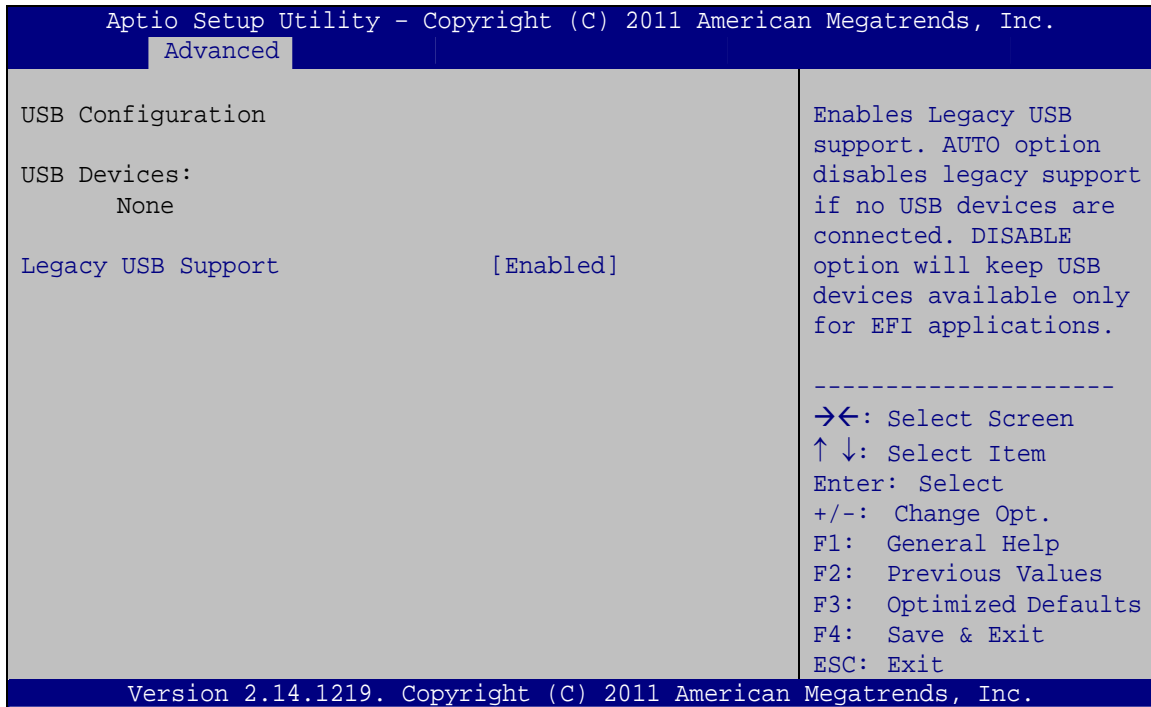 Aptio Setup Utility – Copyright (C) 2011 American Megatrends, Inc.
Advanced
USB Configuration
USB Devices:
None
Legacy USB Support [Enabled]
Enables Legacy USB
support. AUTO option
disables legacy support
if no USB devices are
connected. DISABLE
option will keep USB
devices available only
for EFI applications.
---------------------
→←: Select Screen
↑ ↓: Select Item
Enter: Select
+/-: Change Opt.
F1: General Help
F2: Previous Values
F3: Optimized Defaults
F4: Save & Exit
ESC: Exit
Version 2.14.1219. Copyright (C) 2011 American Megatrends, Inc.